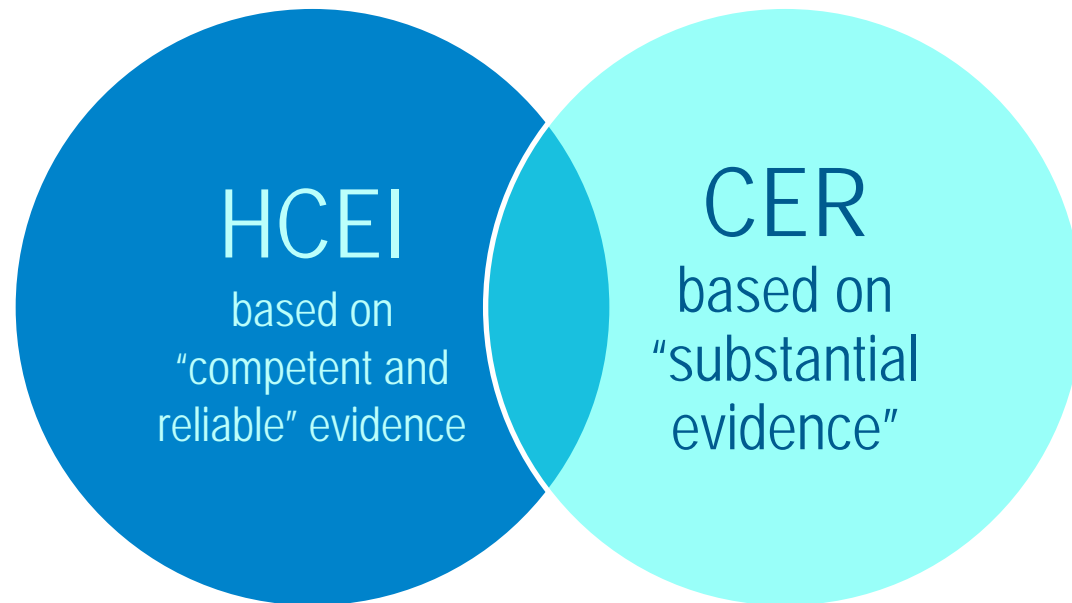 HCEI
based on
"competent and
reliable" evidence
CER
based on
"substantial
evidence"